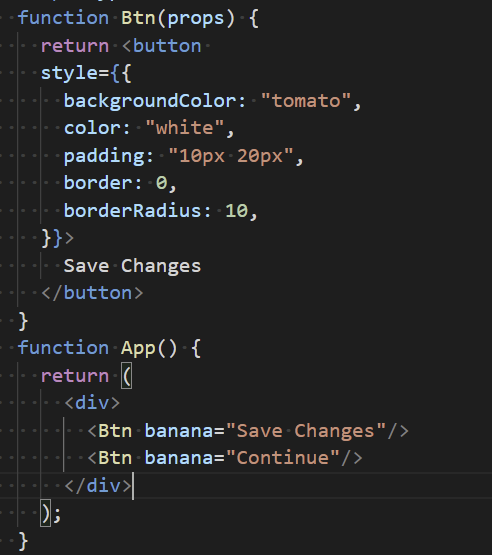 function Btn(props) {
return <button
style={{
backgroundColor: "tomato",
color: "white",
padding: "10px 20px",
border: 0,
borderRadius: 10,
}}>
Save Changes
</button>
}
function App() {
return (
<div>
<Btn banana="Save Changes"/>
<Btn banana="Continue"/>
</div>
);
}